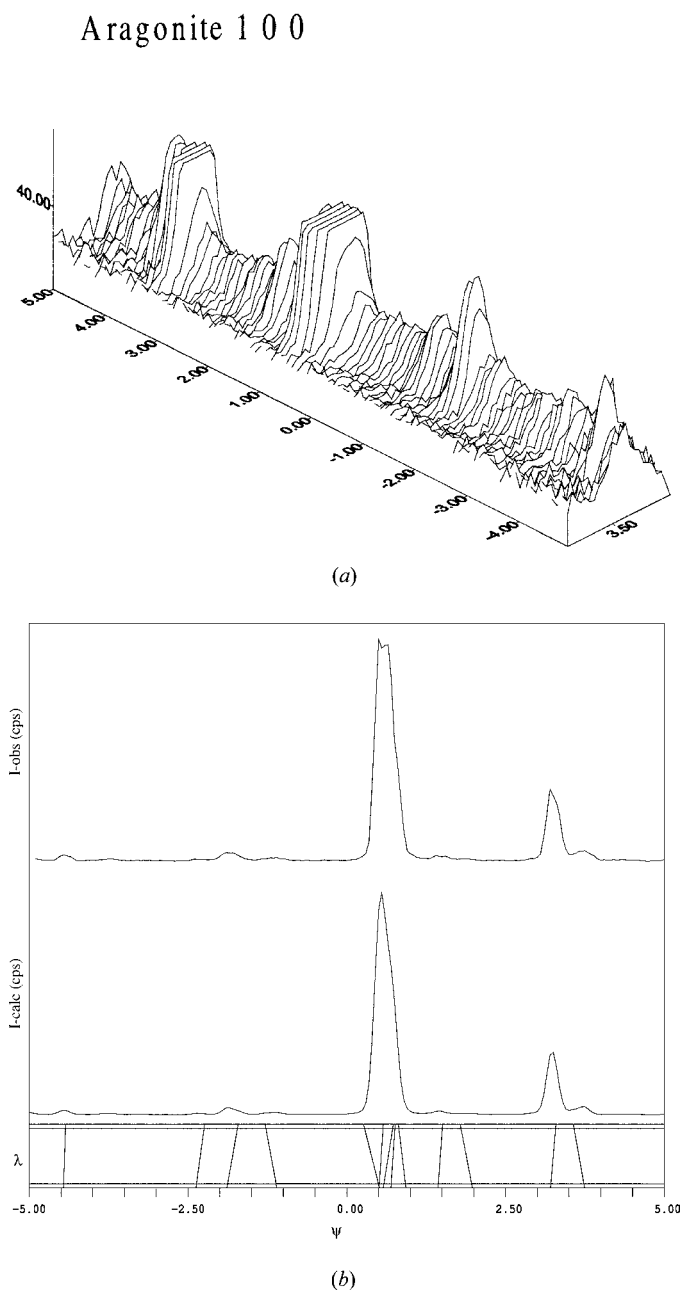 Aragonite 1 0 0
40.00
5.00
4.00
3.00
2.00
1.00
0.00
-1.00
-2.00
-3.00
-4.00
3.50
(a)
I-obs (cps)
I-calc (cps)
λ
-5.00 -2.50 0.00 2.50 5.00
ψ
(b)